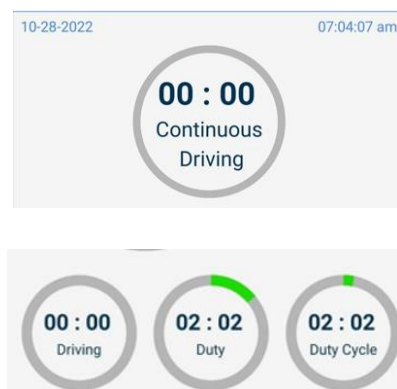 10-28-2022 07:04:07 am
00 : 00
Continuous
Driving
00 : 00 02 : 02 02 : 02
Driving Duty Duty Cycle